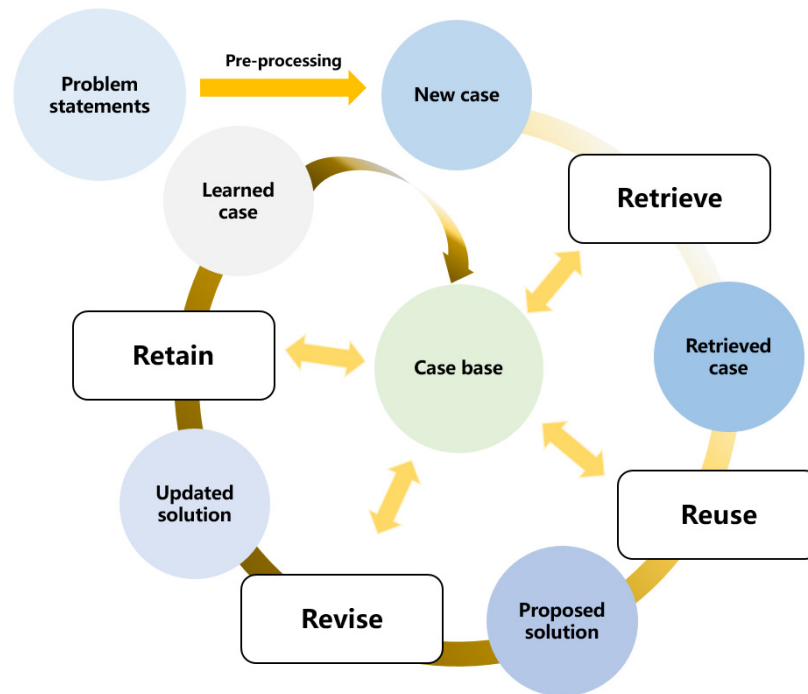 Problem
statements
Pre-processing
New case
Learned
case
Retrieve
Retain
Case base
Retrieved
case
Updated
solution
Reuse
Revise
Proposed
solution